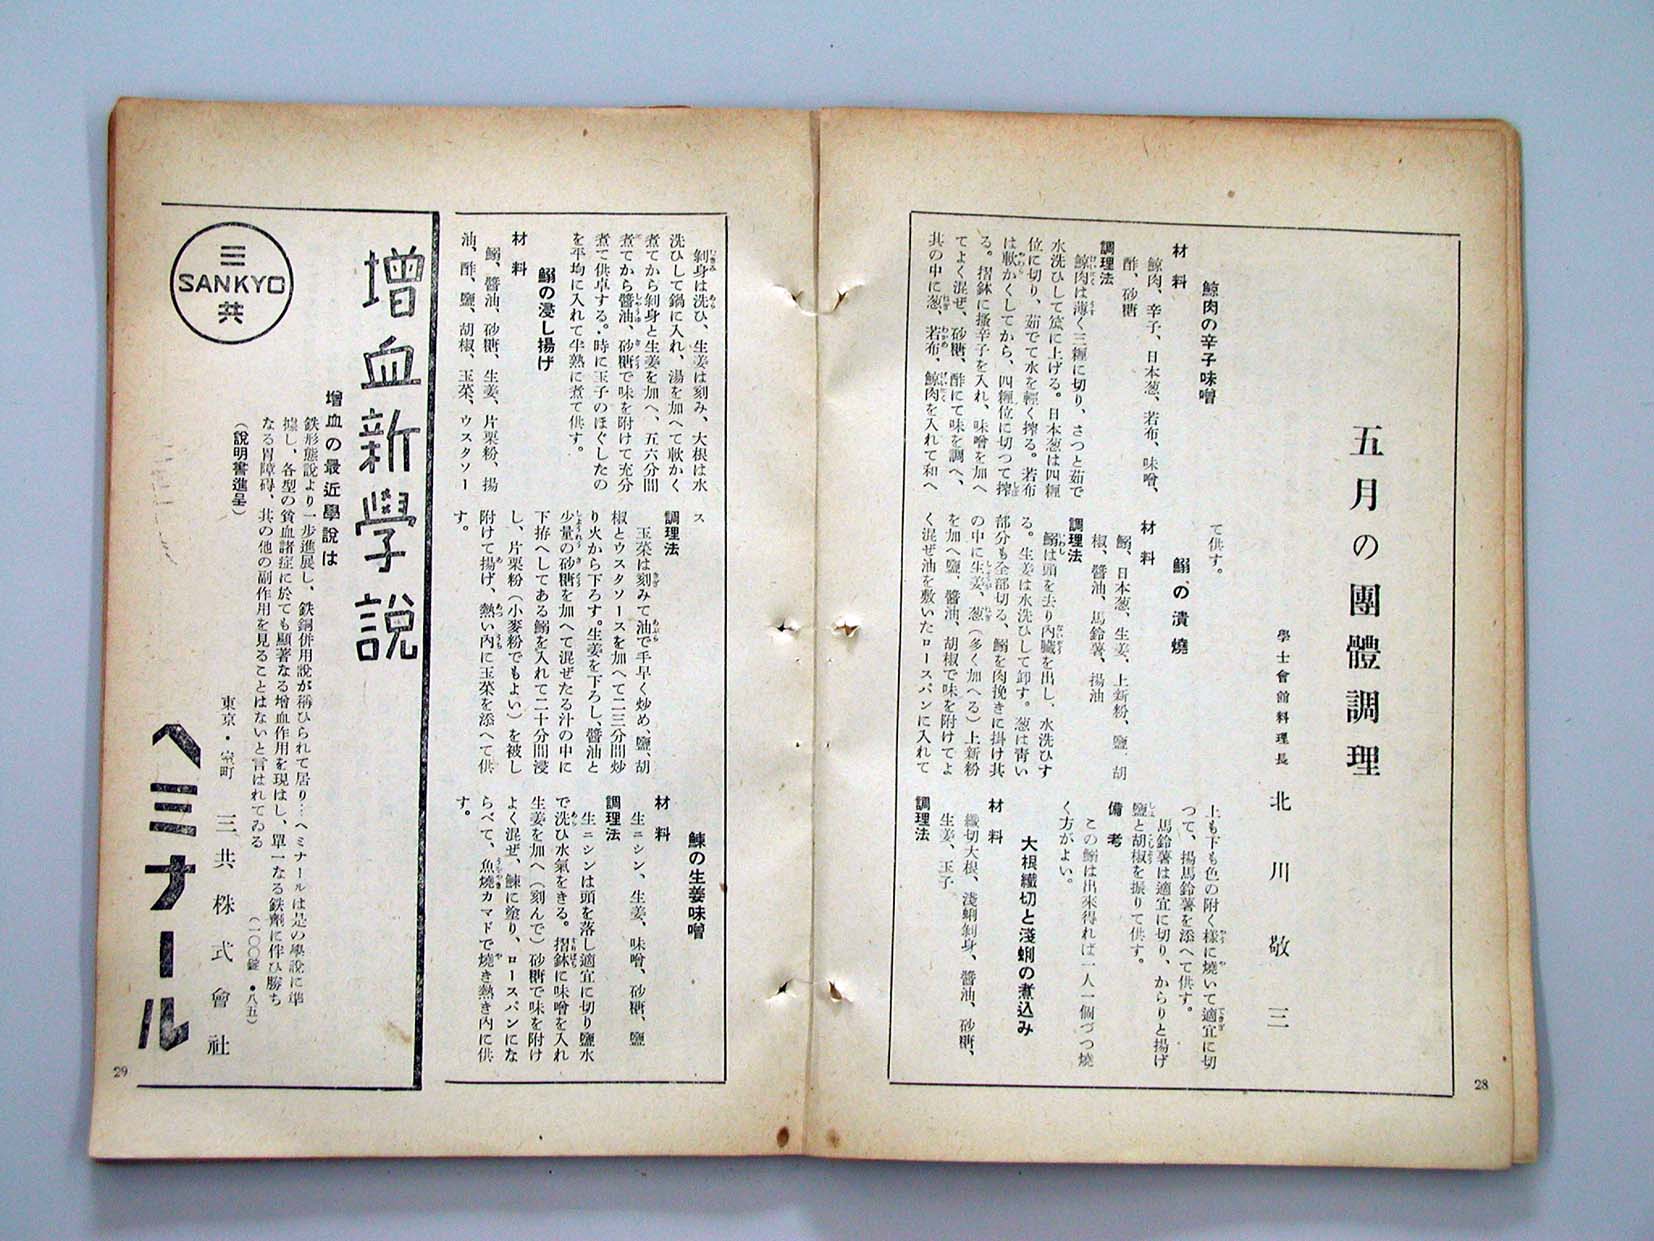 五月の團體調理
學士會館料理長 北川敬三
鯨肉の辛子味噌
材料
鯨肉、辛子、日本葱、若布、味噌、
酢、砂糖
調理法
鯨肉は薄く三糎に切り、さつと茹で
水洗ひして笊に上げる。日本葱は四糎
位に切り、茹でて水を輕く搾る。若布
は軟かくしてから、四糎位に切つて搾
る。摺鉢に搔辛子を入れ、味噌を加へ
てよく混ぜ、砂糖、酢にて味を調へ、
其の中に葱、若布、鯨肉を入れて和へ
て供す。
鰯の潰燒
材料
鰯、日本葱、生姜、上新粉、鹽、胡
椒、醬油、馬鈴薯、揚油
調理法
鰯は頭を去り內臟を出し、水洗ひす
る。生姜は水洗ひして卸す。葱は靑い
部分も全部切る、鰯を肉挽きに掛け其
の中に生姜、葱(多く加へる)上新粉
を加へ鹽、醬油、胡椒で味を附けてよ
く混ぜ油を敷いたロースパンに入れて
上も下も色の附く樣に燒いて適宜に切
つて、揚馬鈴薯を添へて供す。
馬鈴薯は適宜に切り、からりと揚げ
鹽と胡椒を振りて供す。
備考
この鰯は出來得れば一人一個づつ燒
く方がよい。
大根纖切と淺蜊の煮込み
材料
纖切大根、淺蜊剝身、醬油、砂糖、
生姜、玉子
調理法
28
剝身は洗ひ、生姜は刻み、大根は水
洗ひして鍋に入れ、湯を加へて軟かく
煮てから剝身と生姜を加へ、五六分間
煮てから醬油、砂糖で味を附けて充分
煮て供卓する。時に玉子のほぐしたの
を平均に入れて半熟に煮て供す。
鰯の浸し揚げ
材料
鰯、醬油、砂糖、生姜、片栗粉、揚
油、酢、鹽、胡椒、玉菜、ウスタソー
ス
調理法
玉菜は刻みて油で手早く炒め、鹽、胡
椒とウスタソースを加へて二三分間炒
り火から下ろす。生姜を下ろし、醬油と
少量の砂糖を加へて混ぜたる汁の中に
下拵へしてある鰯を入れて二十分間浸
し、片栗粉(小麥粉でもよい)を被し
附けて揚げ、熱い內に玉菜を添へて供
す。
鰊の生姜味噌
材料
生ニシン、生姜、味噌、砂糖、鹽
調理法
生ニシンは頭を落し適宜に切り鹽水
で洗ひ水氣をきる。摺鉢に味噌を入れ
生姜を加へ(刻んで)砂糖で味を附け
よく混ぜ、鰊に塗り、ロースパンにな
らべて、魚燒カマドで燒き熱き內に供
す。
增血新學說
增血の最近學說は
鉄形態說より一步進展し、鉄銅併用說が稱ひられて居り…ヘミナールは是の學說に準
據し、各型の貧血諸症に於ても顯著なる增血作用を現はし、單一なる鉄劑に伴ひ勝ち
なる胃障碍、其の他の副作用を見ることはないと言はれてゐる
(一〇〇錠 ・八五)
(說明書進呈)
東京・室町 三共株式會社
三
SANKYO
共
ヘミナール
29